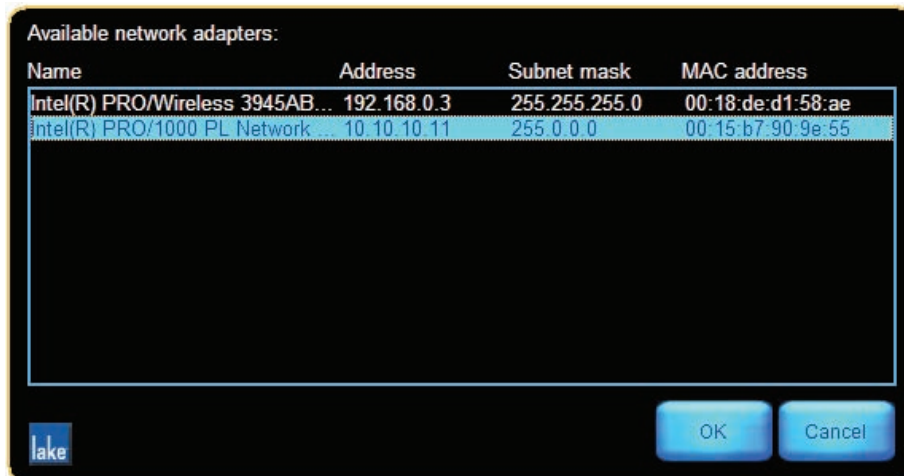 Available network adapters:
Name Address Subnet mask MAC address
Intel(R) PRO/Wireless 3945AB... 192.168.0.3 255.255.255.0 00:18:de:d1:58:ae
Intel(R) PRO/1000 PL Network ... 10.10.10.11 255.0.0.0 00:15:b7:90:9e:55
OK Cancel
lake